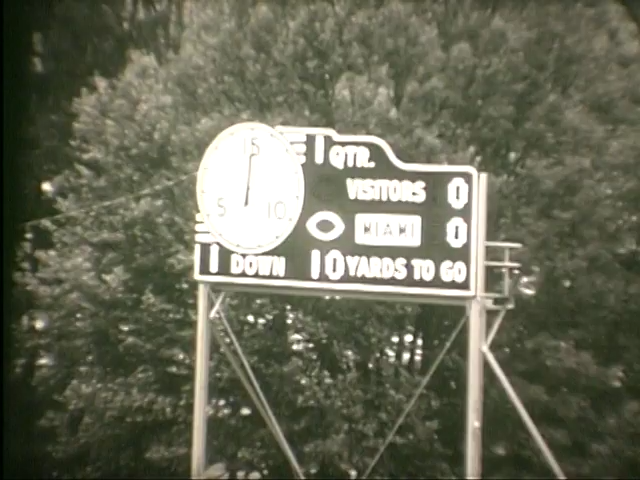 15
5 10
1 QTR.
VISITORS 0
MIAMI 0
1 DOWN 10 YARDS TO GO